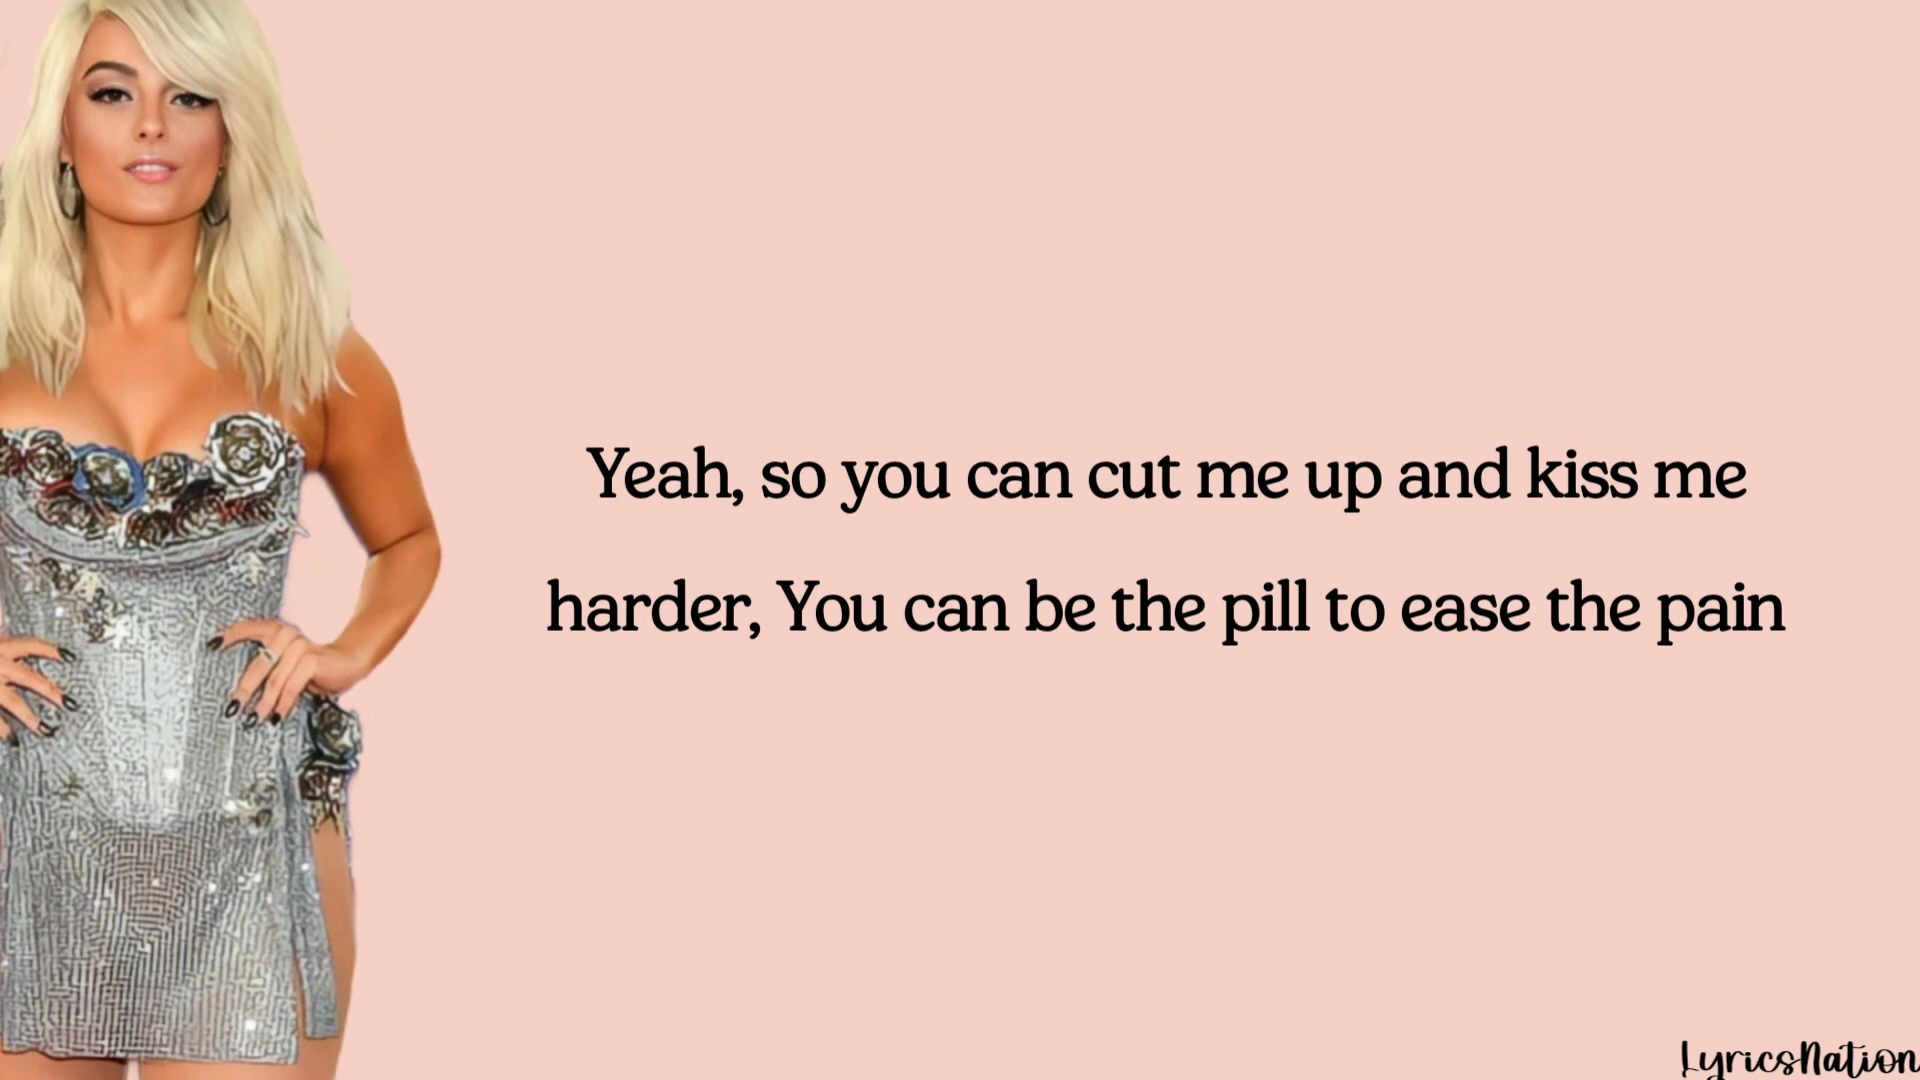 Yeah, so you can cut me up and kiss me
harder, You can be the pill to ease the pain
LyricsNation